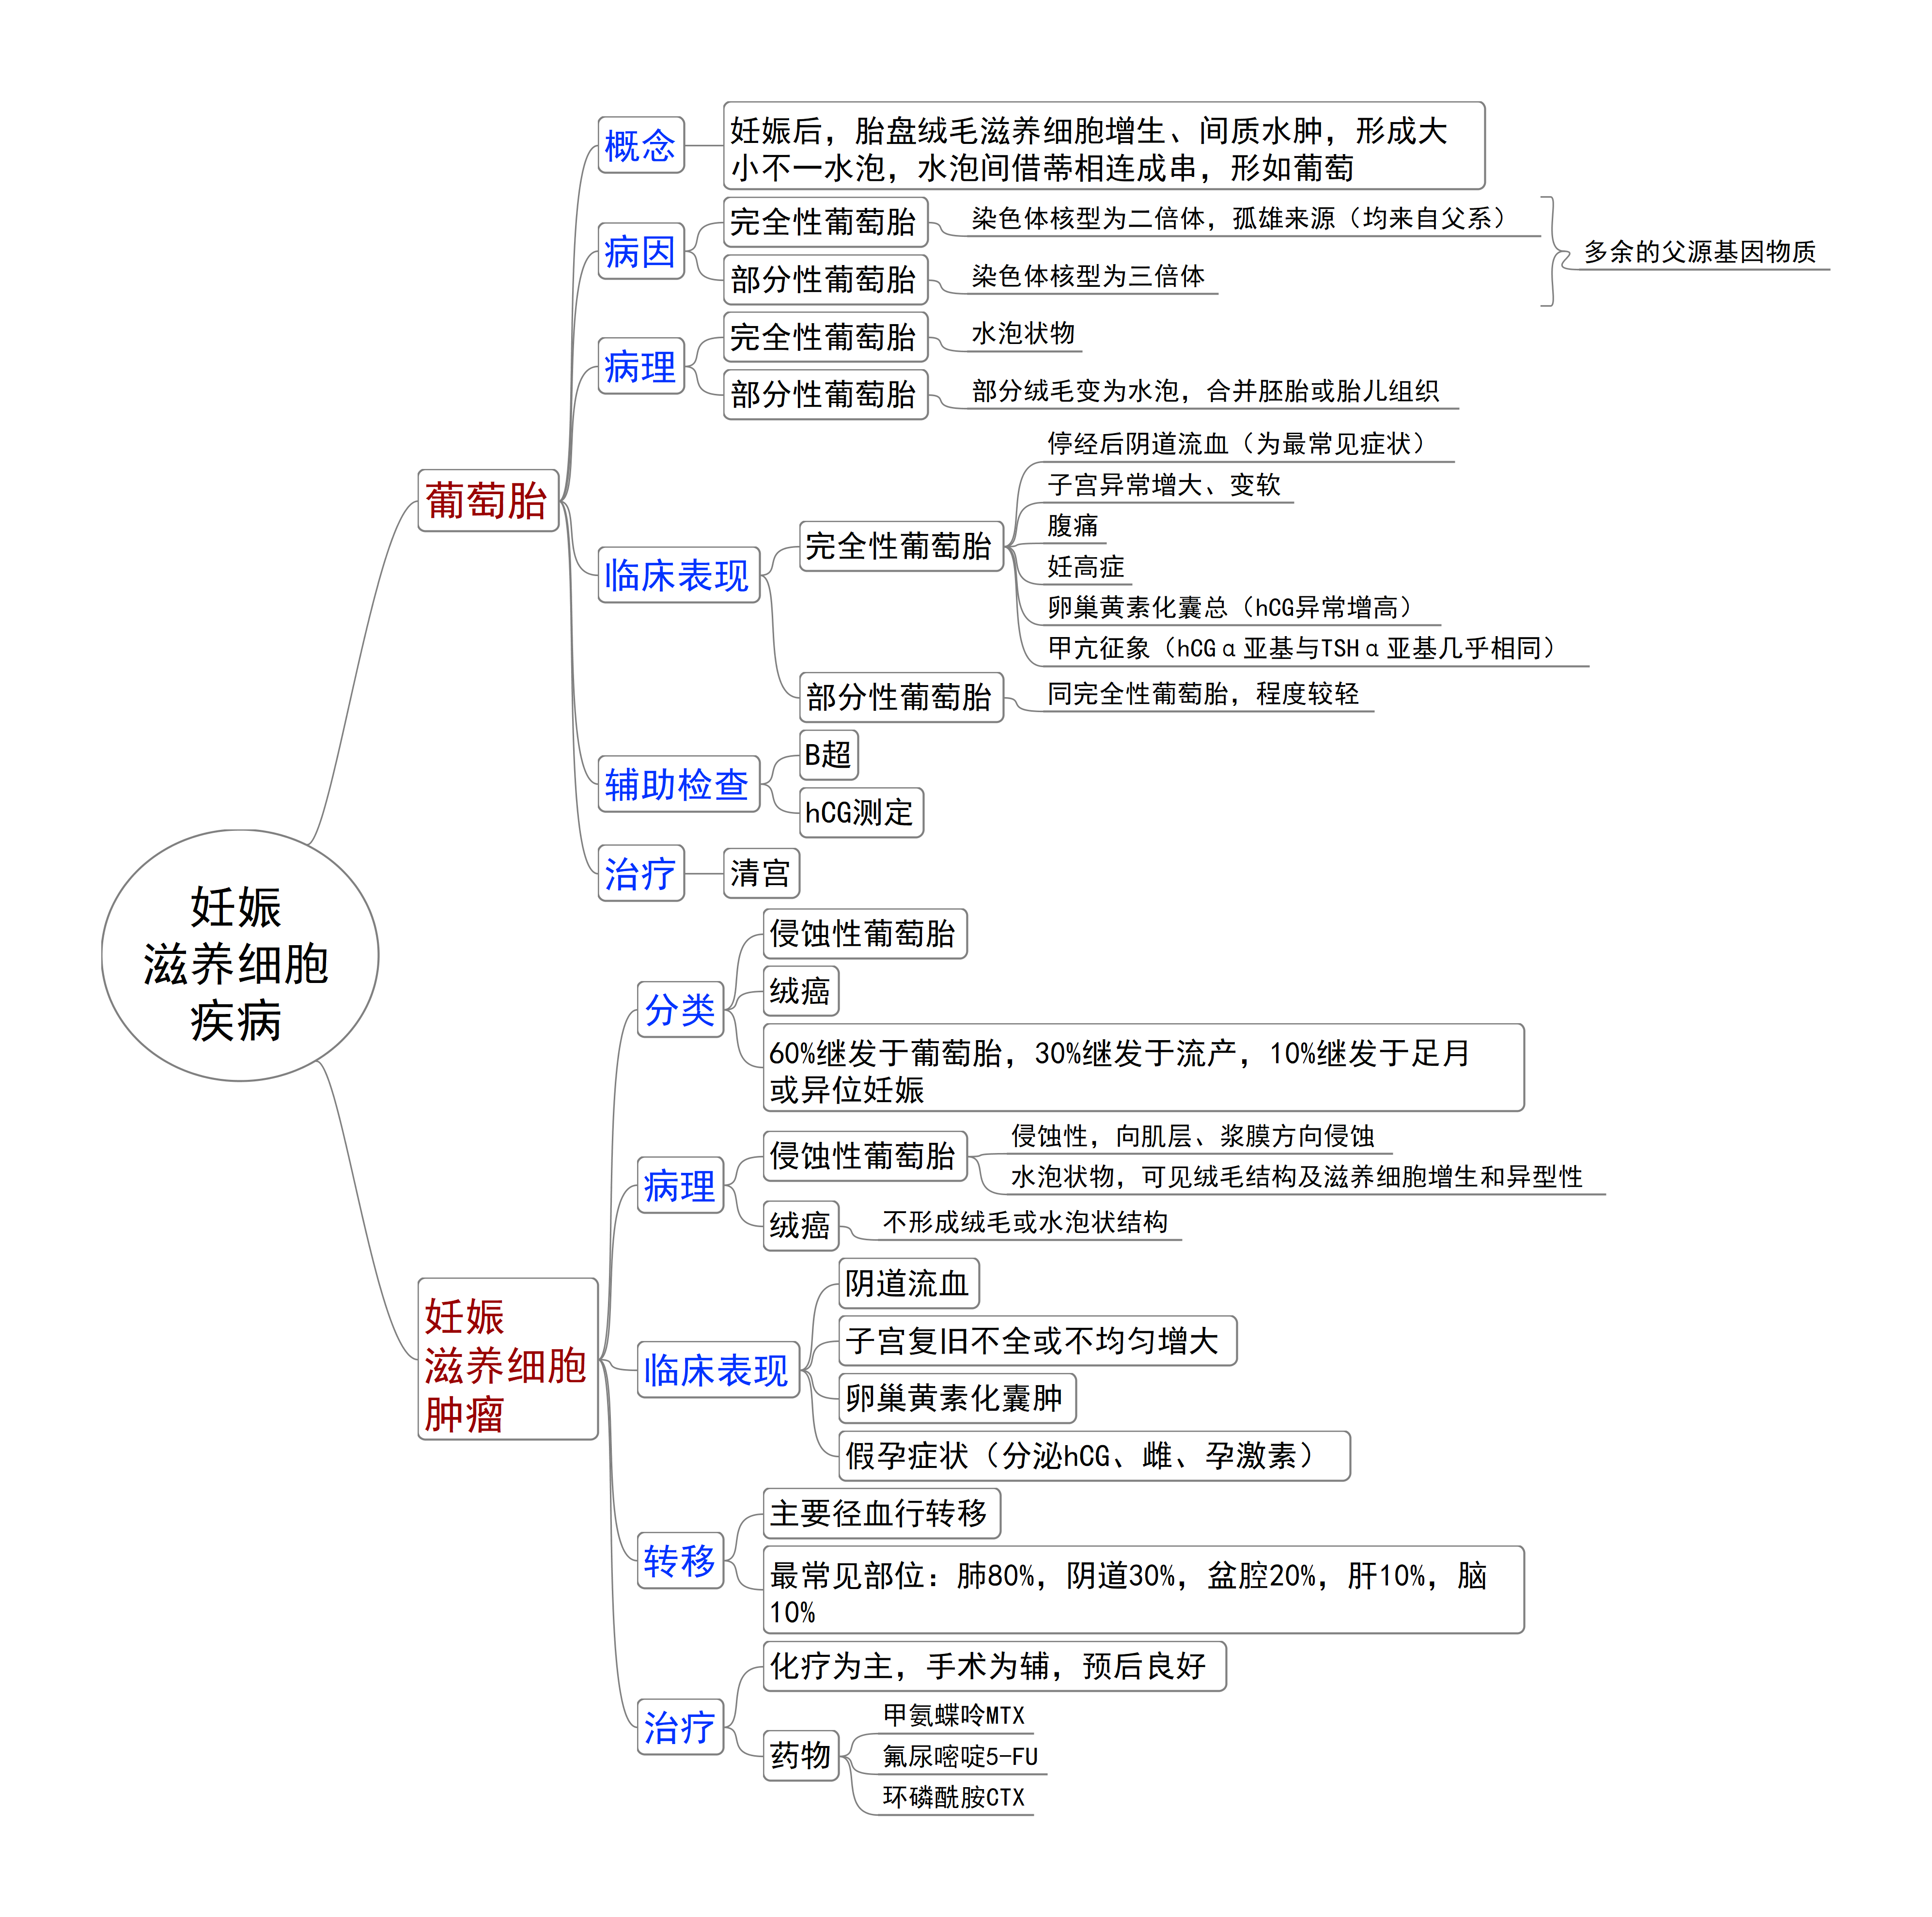 妊娠
滋养细胞
疾病
葡萄胎
概念
妊娠后，胎盘绒毛滋养细胞增生、间质水肿，形成大
小不一水泡，水泡间借蒂相连成串，形如葡萄
病因
完全性葡萄胎
染色体核型为二倍体，孤雄来源（均来自父系）
部分性葡萄胎
染色体核型为三倍体
多余的父源基因物质
病理
完全性葡萄胎
水泡状物
部分性葡萄胎
部分绒毛变为水泡，合并胚胎或胎儿组织
临床表现
完全性葡萄胎
停经后阴道流血（为最常见症状）
子宫异常增大、变软
腹痛
妊高症
卵巢黄素化囊总（hCG异常增高）
甲亢征象（hCGα亚基与TSHα亚基几乎相同）
部分性葡萄胎
同完全性葡萄胎，程度较轻
辅助检查
B超
hCG测定
治疗
清宫
妊娠
滋养细胞
肿瘤
分类
侵蚀性葡萄胎
绒癌
60%继发于葡萄胎，30%继发于流产，10%继发于足月
或异位妊娠
病理
侵蚀性葡萄胎
侵蚀性，向肌层、浆膜方向侵蚀
水泡状物，可见绒毛结构及滋养细胞增生和异型性
绒癌
不形成绒毛或水泡状结构
临床表现
阴道流血
子宫复旧不全或不均匀增大
卵巢黄素化囊肿
假孕症状（分泌hCG、雌、孕激素）
转移
主要径血行转移
最常见部位：肺80%，阴道30%，盆腔20%，肝10%，脑
10%
治疗
化疗为主，手术为辅，预后良好
药物
甲氨蝶呤MTX
氟尿嘧啶5-FU
环磷酰胺CTX